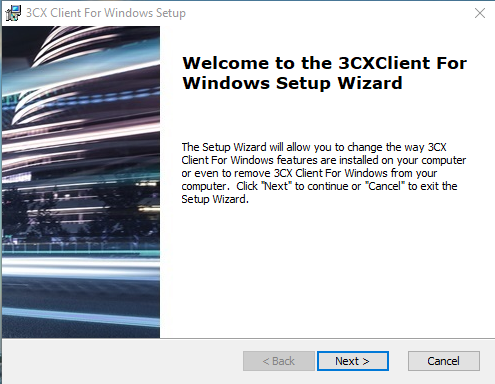 3CX Client For Windows Setup
Welcome to the 3CXClient For
Windows Setup Wizard
The Setup Wizard will allow you to change the way 3CX
Client For Windows features are installed on your computer
or even to remove 3CX Client For Windows from your
computer.  Click "Next" to continue or "Cancel" to exit the
Setup Wizard.
< Back
Next >
Cancel